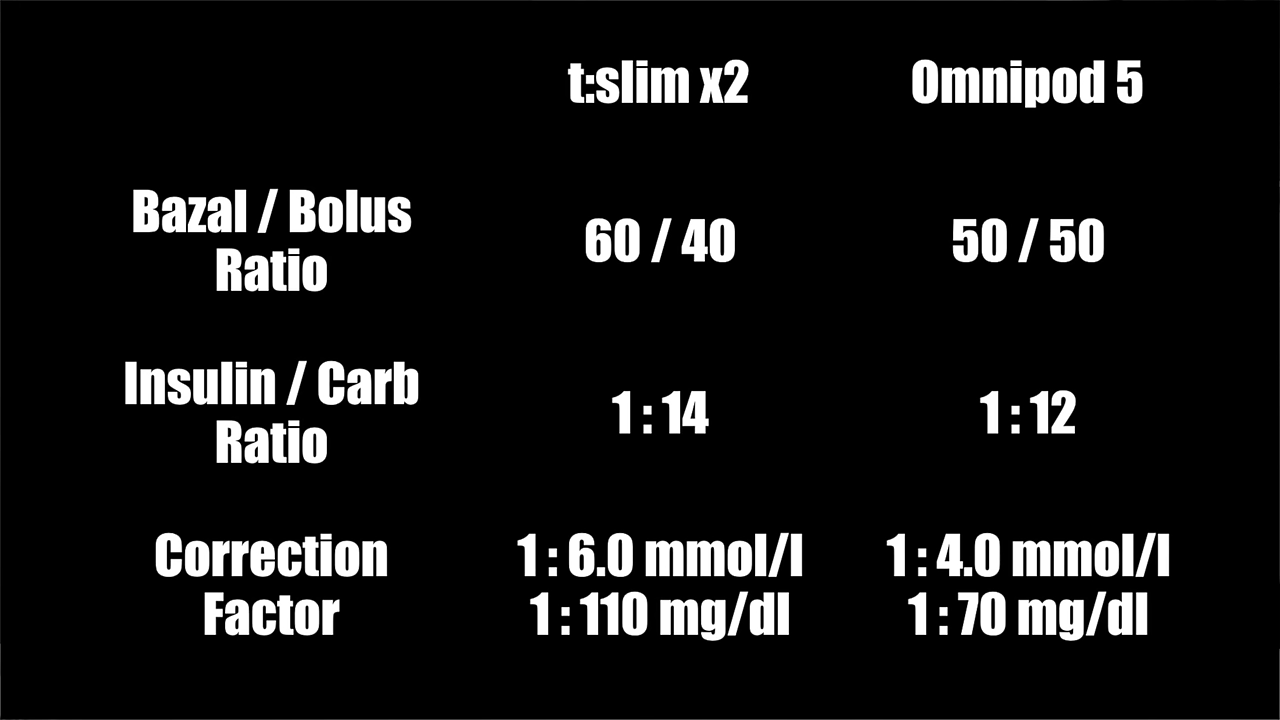 t:slim x2 Omnipod 5
Bazal / Bolus
Ratio
60 / 40 50 / 50
Insulin / Carb
Ratio
1 : 14 1 : 12
Correction
Factor
1 : 6.0 mmol/l 1 : 4.0 mmol/l
1 : 110 mg/dl 1 : 70 mg/dl